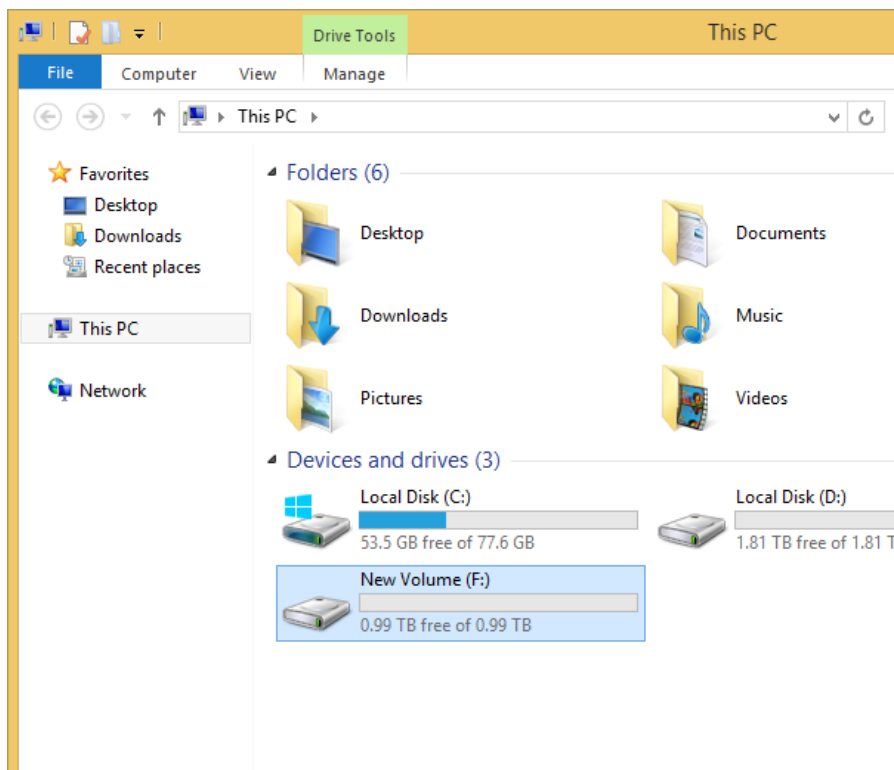 Drive Tools
This PC
File
Computer
View
Manage
This PC
Favorites
Desktop
Downloads
Recent places
This PC
Network
Folders (6)
Desktop
Documents
Downloads
Music
Pictures
Videos
Devices and drives (3)
Local Disk (C:)
53.5 GB free of 77.6 GB
Local Disk (D:)
1.81 TB free of 1.81 T
New Volume (F:)
0.99 TB free of 0.99 TB